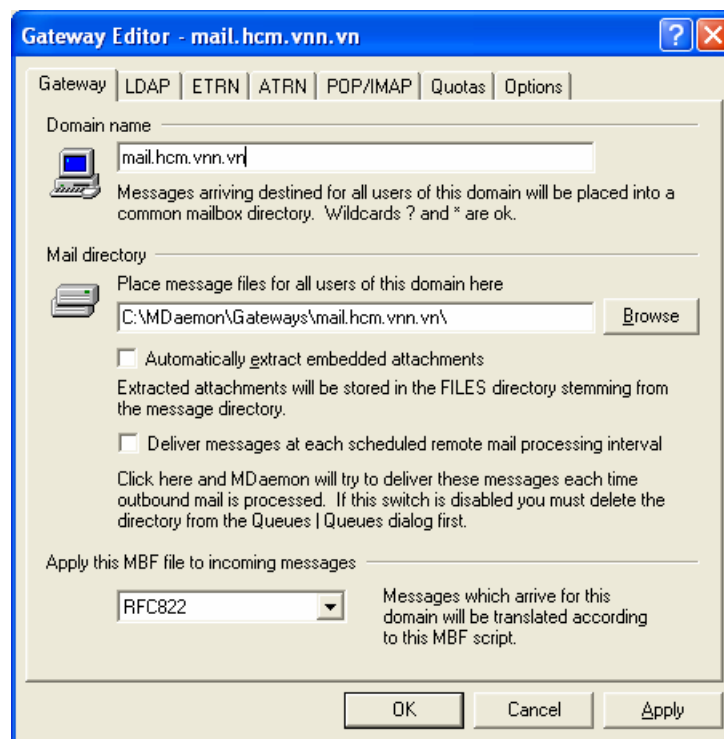 Gateway Editor - mail.hcm.vnn.vn
Gateway LDAP ETRN ATRN POP/IMAP Quotas Options
Domain name
mail.hcm.vnn.vn
Messages arriving destined for all users of this domain will be placed into a
common mailbox directory. Wildcards ? and * are ok.
Mail directory
Place message files for all users of this domain here
C:\MDaemon\Gateways\mail.hcm.vnn.vn\ Browse
Automatically extract embedded attachments
Extracted attachments will be stored in the FILES directory stemming from
the message directory.
Deliver messages at each scheduled remote mail processing interval
Click here and MDaemon will try to deliver these messages each time
outbound mail is processed. If this switch is disabled you must delete the
directory from the Queues | Queues dialog first.
Apply this MBF file to incoming messages
RFC822
Messages which arrive for this
domain will be translated according
to this MBF script.
OK Cancel Apply